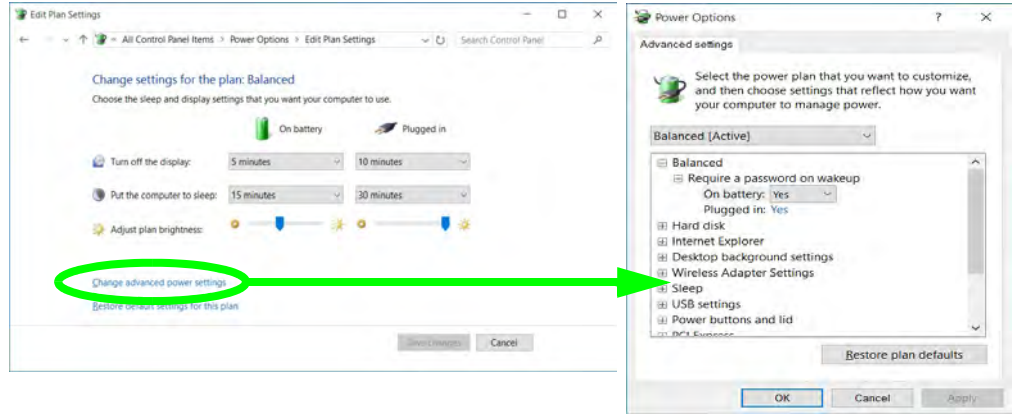 Edit Plan Settings
All Control Panel Items > Power Options > Edit Plan Settings
Search Control Panel
Change settings for the plan: Balanced
Choose the sleep and display settings that you want your computer to use.
On battery Plugged in
Turn off the display: 5 minutes 10 minutes
Put the computer to sleep: 15 minutes 30 minutes
Adjust plan brightness:
Change advanced power settings
Restore default settings for this plan
Save changes Cancel
Power Options
Advanced settings
Select the power plan that you want to customize,
and then choose settings that reflect how you want
your computer to manage power.
Balanced [Active]
Balanced
Require a password on wakeup
On battery: Yes
Plugged in: Yes
Hard disk
Internet Explorer
Desktop background settings
Wireless Adapter Settings
Sleep
USB settings
Power buttons and lid
PCI Express
Restore plan defaults
OK Cancel Apply